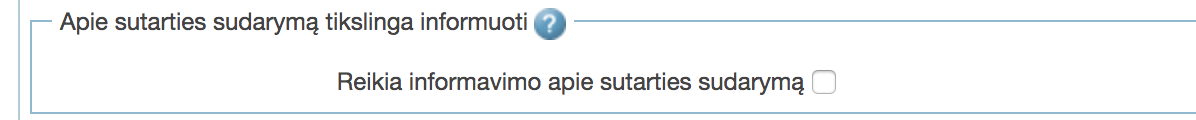 Apie sutarties sudarymą tikslinga informuoti ?
Reikia informavimo apie sutarties sudarymą